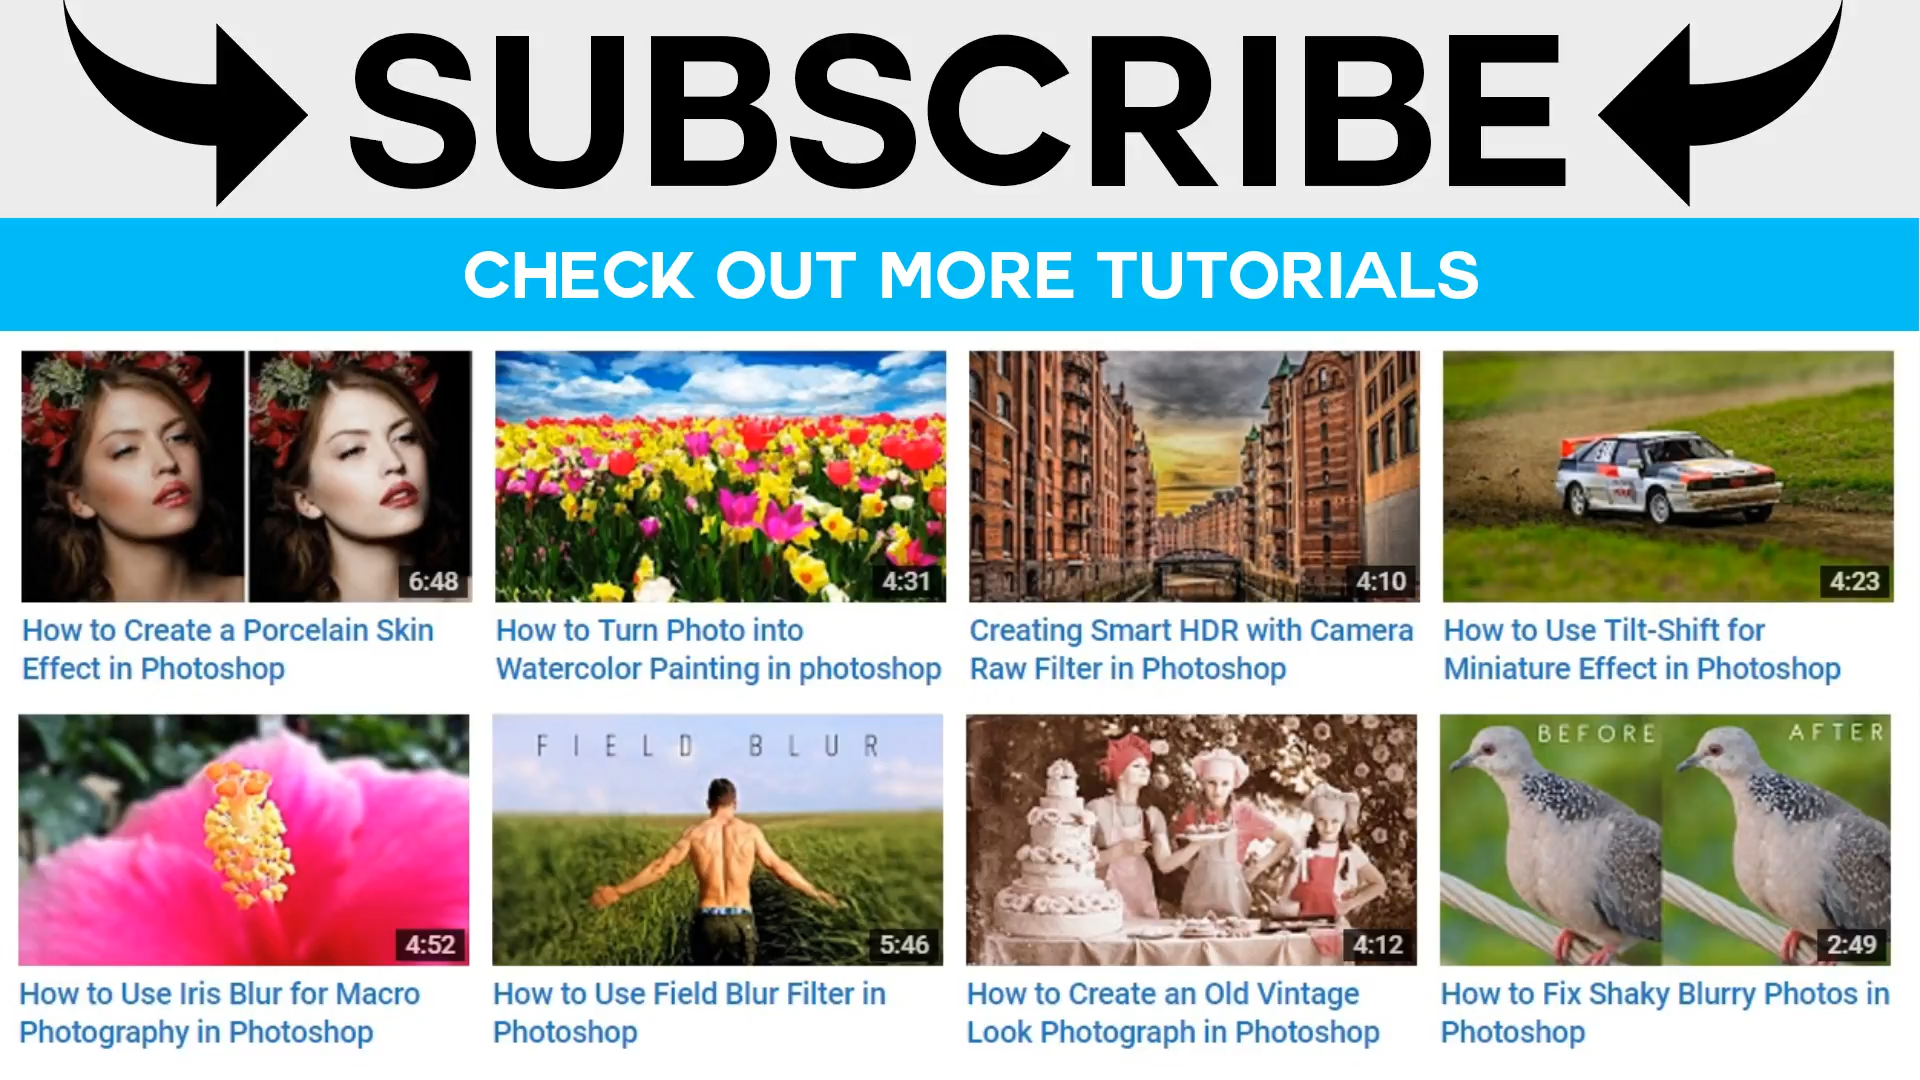 SUBSCRIBE
CHECK OUT MORE TUTORIALS
6:48
4:31
4:10
4:23
How to Create a Porcelain Skin
Effect in Photoshop
How to Turn Photo into
Watercolor Painting in photoshop
Creating Smart HDR with Camera
Raw Filter in Photoshop
How to Use Tilt-Shift for
Miniature Effect in Photoshop
FIELD BLUR
BEFORE
AFTER
4:52
5:46
4:12
2:49
How to Use Iris Blur for Macro
Photography in Photoshop
How to Use Field Blur Filter in
Photoshop
How to Create an Old Vintage
Look Photograph in Photoshop
How to Fix Shaky Blurry Photos in
Photoshop